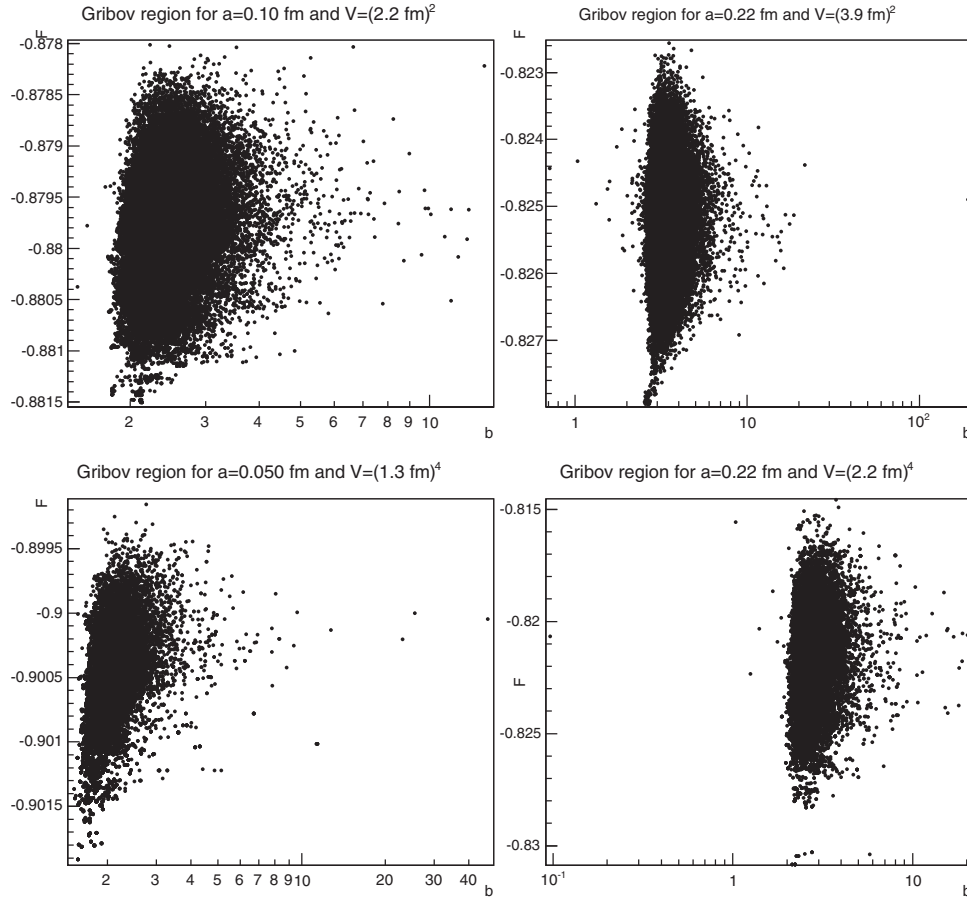 Gribov region for a=0.10 fm and V=(2.2 fm)²
F
-0.878
-0.8785
-0.879
-0.8795
-0.88
-0.8805
-0.881
-0.8815
2 3 4 5 6 7 8 9 10
b
Gribov region for a=0.22 fm and V=(3.9 fm)²
F
-0.823
-0.824
-0.825
-0.826
-0.827
1 10 10²
b
Gribov region for a=0.050 fm and V=(1.3 fm)⁴
F
-0.8995
-0.9
-0.9005
-0.901
-0.9015
2 3 4 5 6 7 8 9 10 20 30 40
b
Gribov region for a=0.22 fm and V=(2.2 fm)⁴
F
-0.815
-0.82
-0.825
-0.83
10⁻¹ 1 10
b